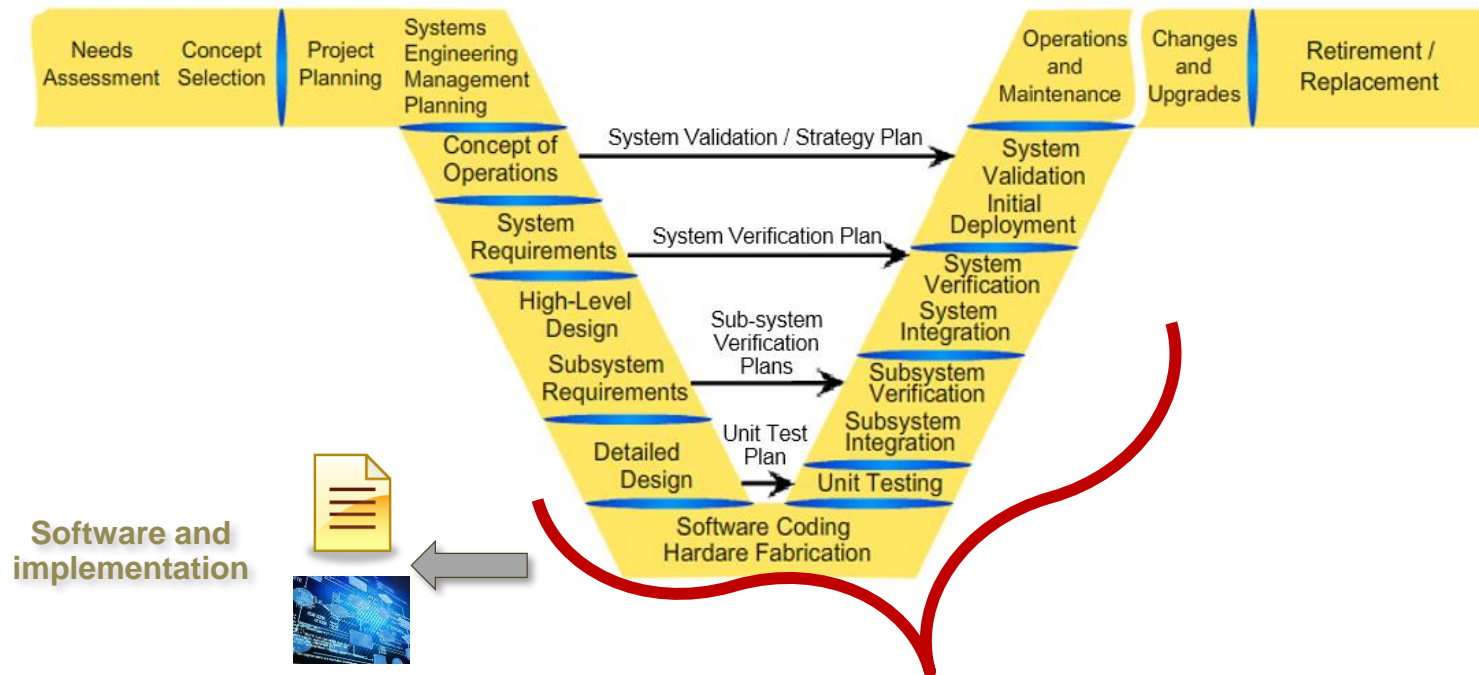 Needs
Assessment
Concept
Selection
Project
Planning
Systems
Engineering
Management
Planning
Operations
and
Maintenance
Changes
and
Upgrades
Retirement /
Replacement
Concept of
Operations
System Validation / Strategy Plan
System
Validation
Initial
Deployment
System
Requirements
System Verification Plan
System
Verification
System
Integration
High-Level
Design
Subsystem
Requirements
Sub-system
Verification
Plans
Subsystem
Verification
Subsystem
Integration
Detailed
Design
Unit Test
Plan
Unit Testing
Software Coding
Hardare Fabrication
Software and
implementation